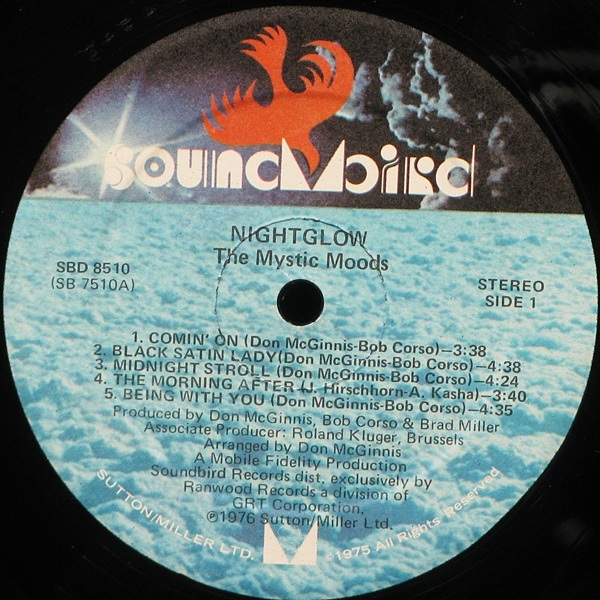 SOUNDBIRD
NIGHTGLOW
The Mystic Moods
SBD 8510
(SB 7510A)
STEREO
SIDE 1
1. COMIN' ON (Don McGinnis-Bob Corso)—3:38
2. BLACK SATIN LADY(Don McGinnis-Bob Corso)—4:38
3. MIDNIGHT STROLL (Don McGinnis-Bob Corso)—4:24
4. THE MORNING AFTER (J. Hirschhorn-A. Kasha)—3:40
5. BEING WITH YOU (Don McGinnis-Bob Corso)—4:35
Produced by Don McGinnis, Bob Corso & Brad Miller
Associate Producer: Roland Kluger, Brussels
Arranged by Don McGinnis
A Mobile Fidelity Production
Soundbird Records dist. exclusively by
Ranwood Records a division of
GRT Corporation.
℗1976 Sutton/Miller Ltd.
SUTTON/MILLER LTD.
©1975 All Rights Reserved